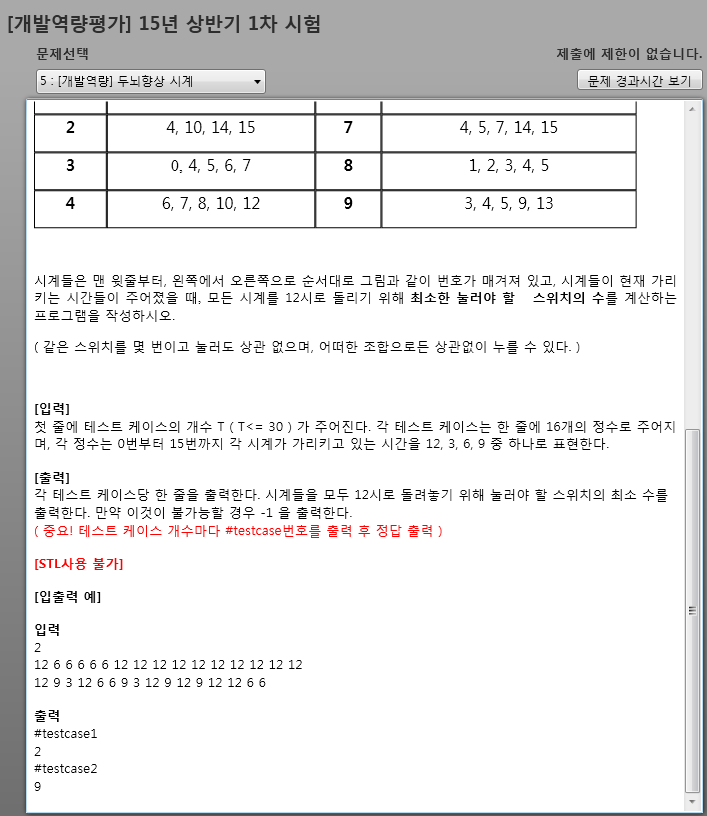 [개발역량평가] 15년 상반기 1차 시험
문제선택
제출에 제한이 없습니다.
5 : [개발역량] 두뇌향상 시계
문제 경과시간 보기
2 4, 10, 14, 15 7 4, 5, 7, 14, 15
3 0, 4, 5, 6, 7 8 1, 2, 3, 4, 5
4 6, 7, 8, 10, 12 9 3, 4, 5, 9, 13
시계들은 맨 윗줄부터, 왼쪽에서 오른쪽으로 순서대로 그림과 같이 번호가 매겨져 있고, 시계들이 현재 가리
키는 시간들이 주어졌을 때, 모든 시계를 12시로 돌리기 위해 최소한 눌러야 할 스위치의 수를 계산하는
프로그램을 작성하시오.
( 같은 스위치를 몇 번이고 눌러도 상관 없으며, 어떠한 조합으로든 상관없이 누를 수 있다. )
[입력]
첫 줄에 테스트 케이스의 개수 T ( T<= 30 ) 가 주어진다. 각 테스트 케이스는 한 줄에 16개의 정수로 주어지
며, 각 정수는 0번부터 15번까지 각 시계가 가리키고 있는 시간을 12, 3, 6, 9 중 하나로 표현한다.
[출력]
각 테스트 케이스당 한 줄을 출력한다. 시계들을 모두 12시로 돌려놓기 위해 눌러야 할 스위치의 최소 수를
출력한다. 만약 이것이 불가능할 경우 -1 을 출력한다.
( 중요! 테스트 케이스 개수마다 #testcase번호를 출력 후 정답 출력 )
[STL사용 불가]
[입출력 예]
입력
2
12 6 6 6 6 6 12 12 12 12 12 12 12 12 12 12
12 9 3 12 6 6 9 3 12 9 12 9 12 12 6 6
출력
#testcase1
2
#testcase2
9